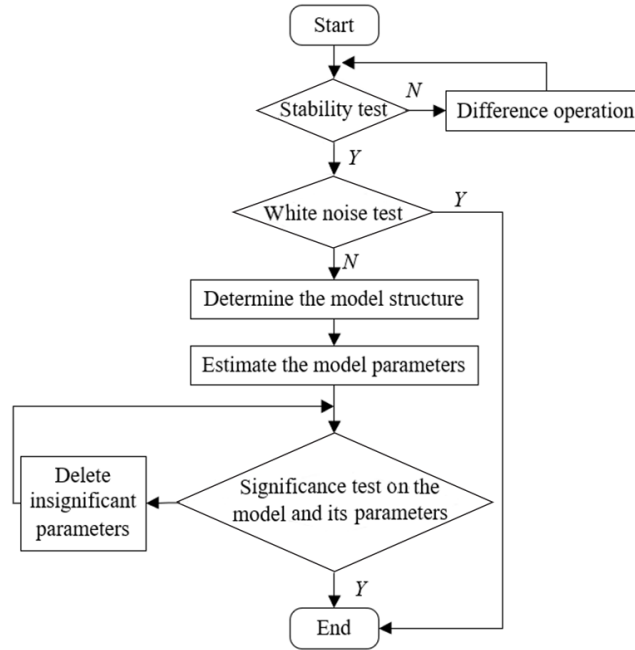 Start
Stability test
N
Difference operation
Y
White noise test
Y
N
Determine the model structure
Estimate the model parameters
Delete
insignificant
parameters
Significance test on the
model and its parameters
Y
End